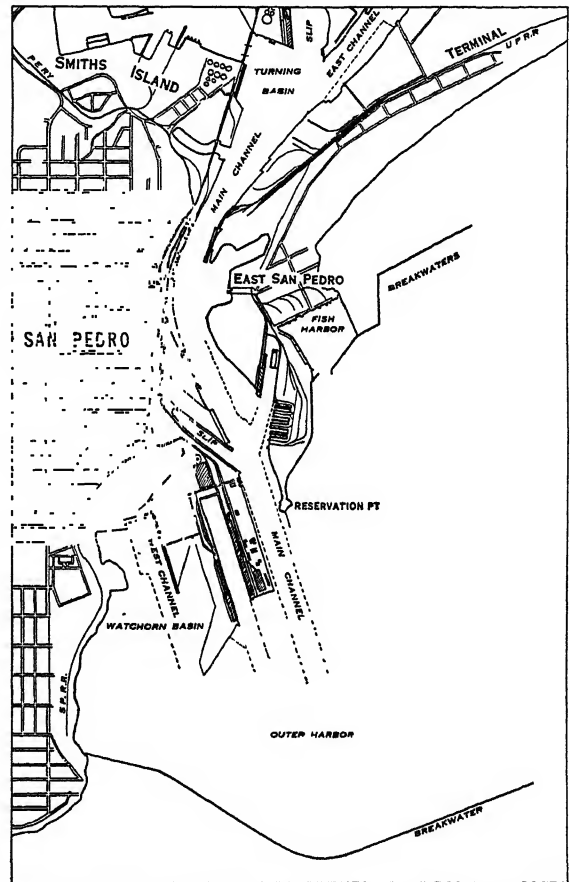 SLIP
EAST CHANNEL
TERMINAL
U P. R.R
P.E.RY
SMITHS
ISLAND
TURNING
BASIN
MAIN CHANNEL
EAST SAN PEDRO
BREAKWATERS
FISH
HARBOR
SAN PEDRO
SLIP
RESERVATION PT
WEST CHANNEL
MAIN CHANNEL
WATCHORN BASIN
S.P. R.R.
OUTER HARBOR
BREAKWATER